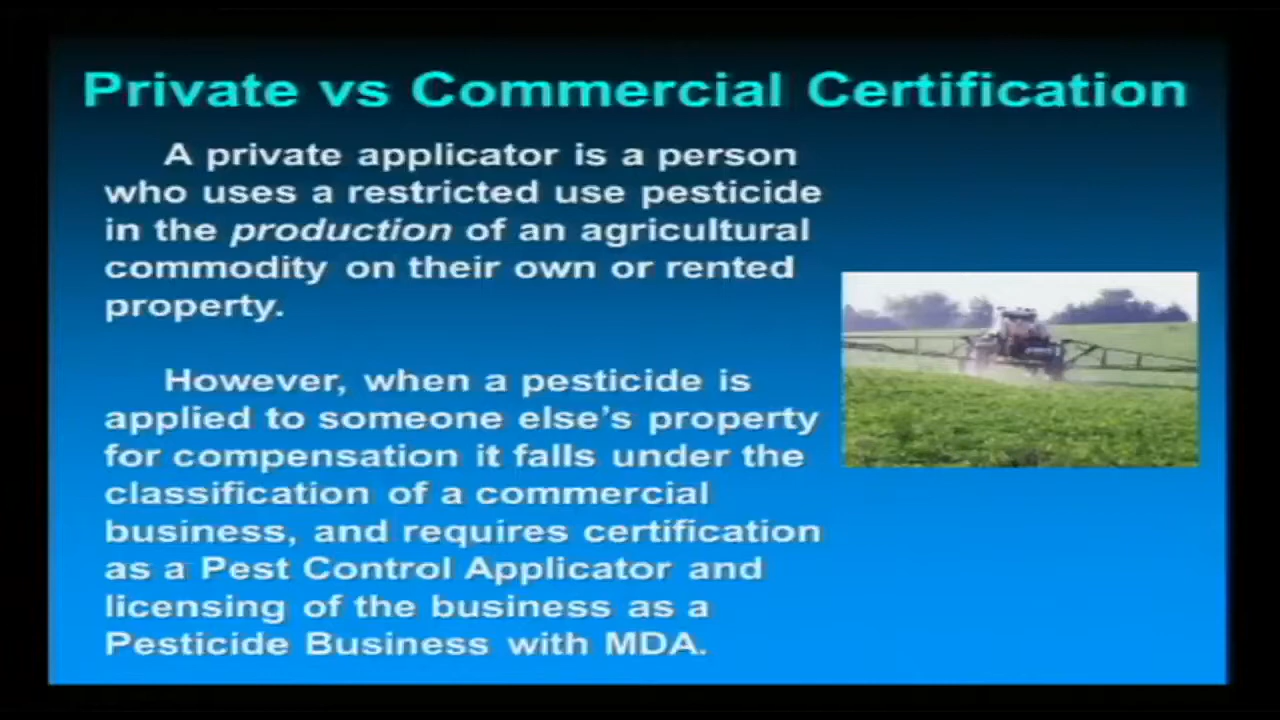 Private vs Commercial Certification
A private applicator is a person
who uses a restricted use pesticide
in the production of an agricultural
commodity on their own or rented
property.
However, when a pesticide is
applied to someone else’s property
for compensation it falls under the
classification of a commercial
business, and requires certification
as a Pest Control Applicator and
licensing of the business as a
Pesticide Business with MDA.